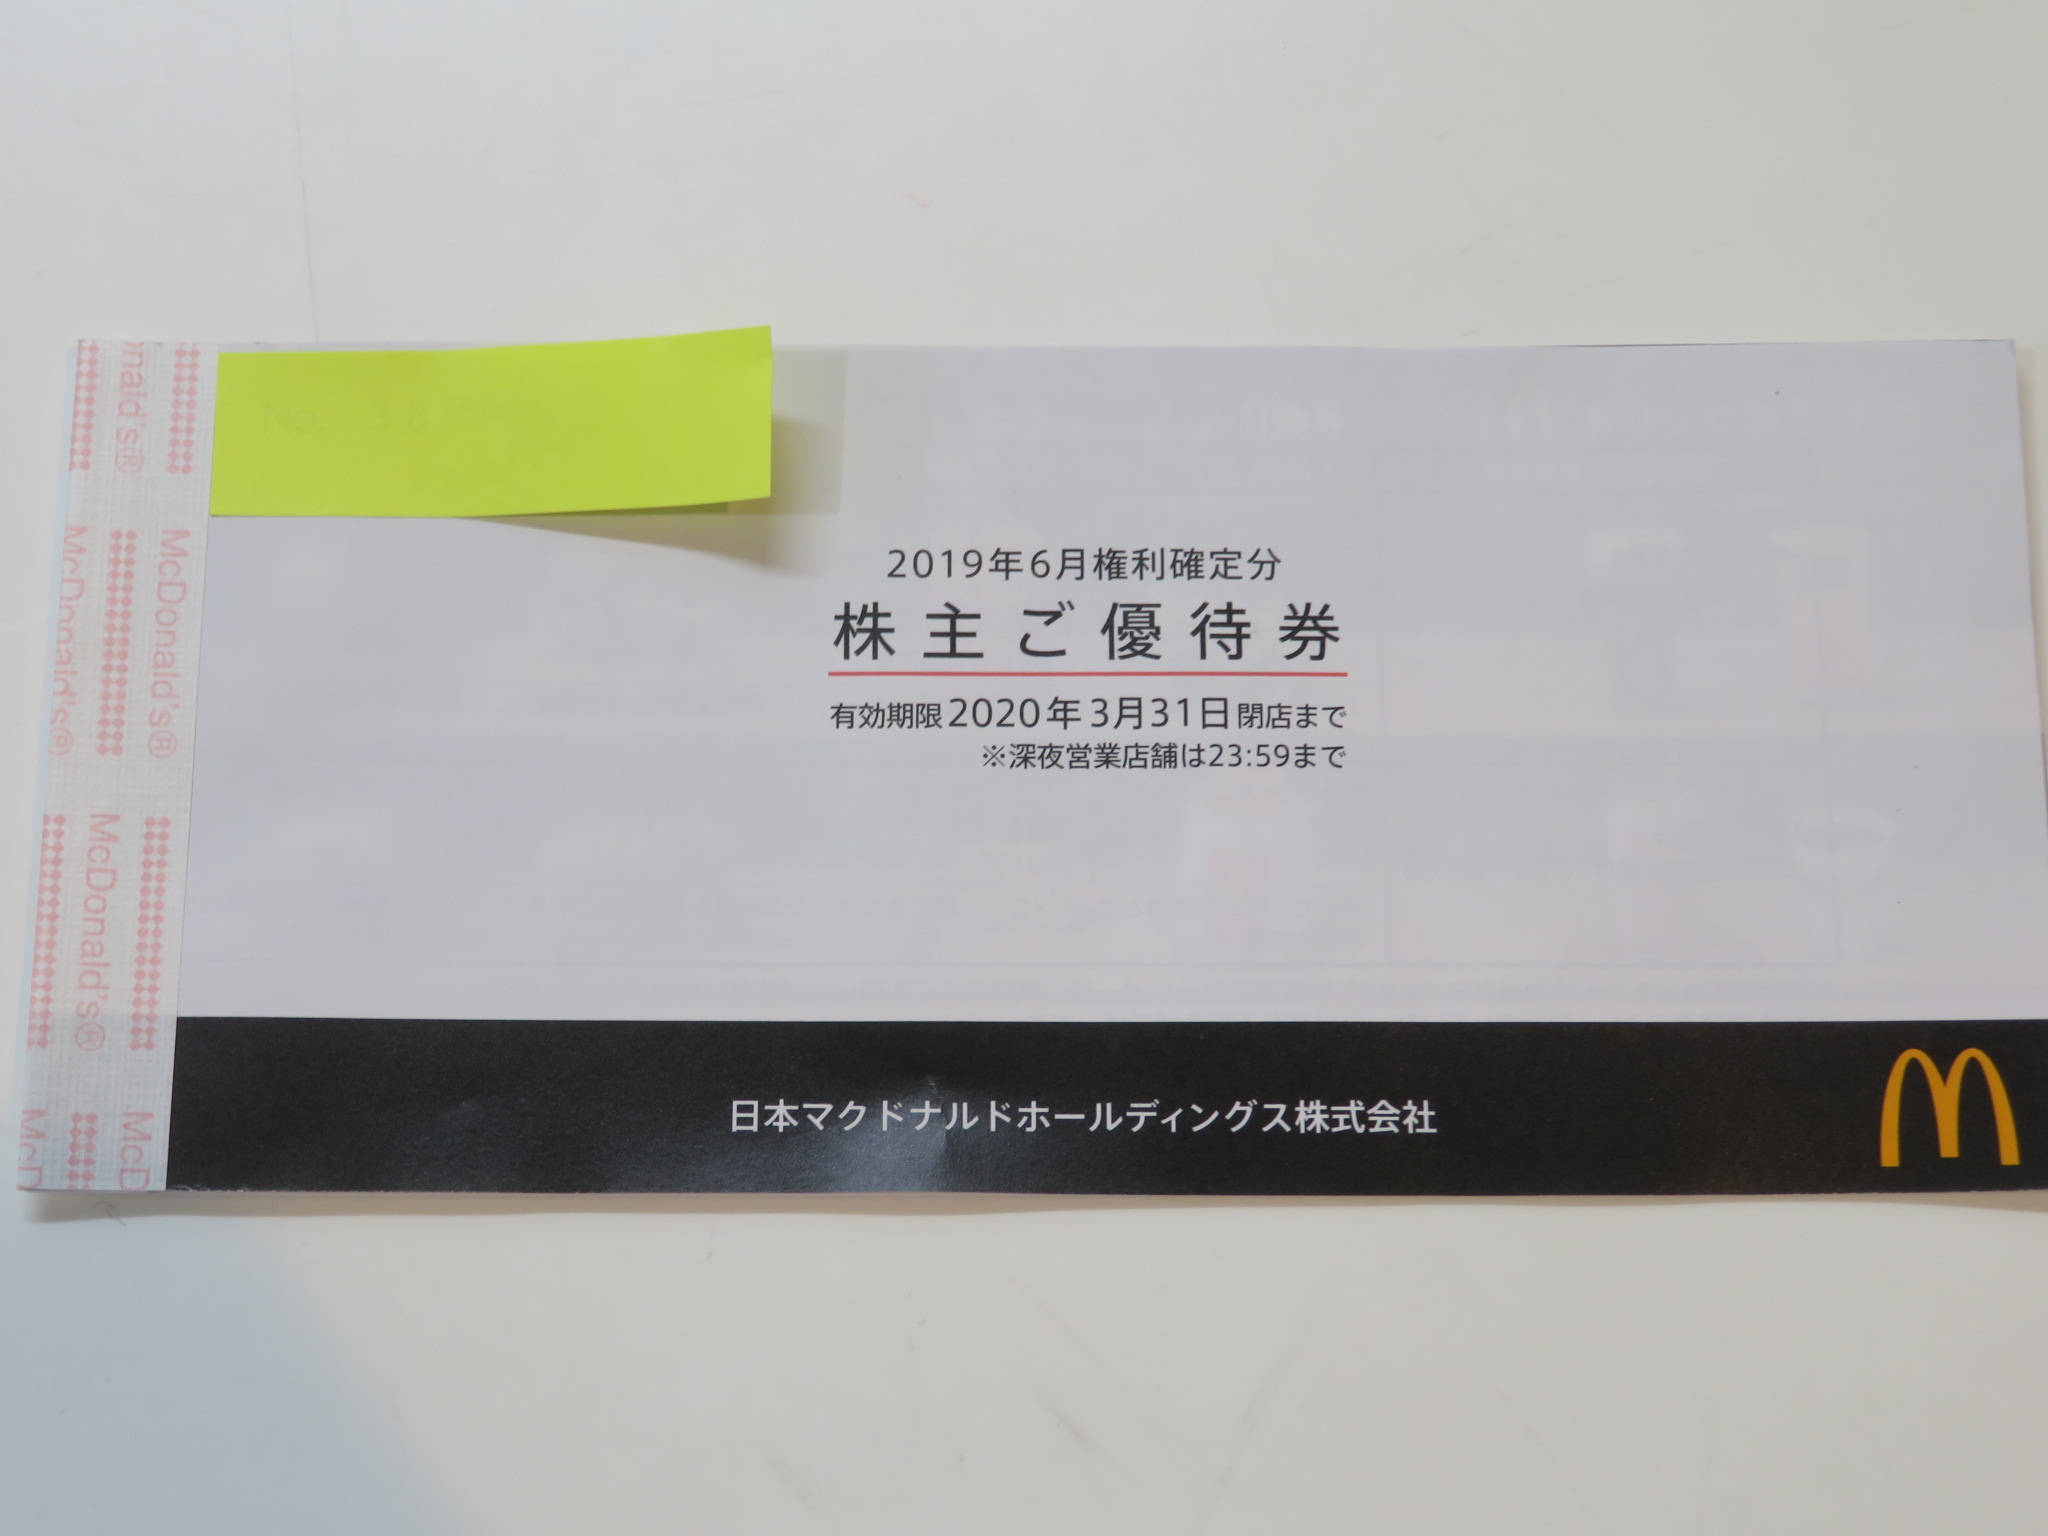 2019年6月権利確定分
株主ご優待券
有効期限2020年3月31日閉店まで
※深夜営業店舗は23:59まで
日本マクドナルドホールディングス株式会社
McDonald's®
McDonald's®
McDonald's®